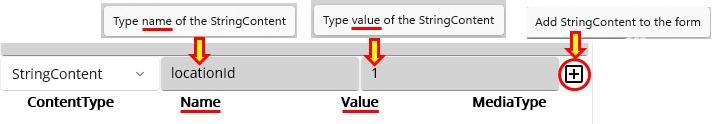 Type name of the StringContent
Type value of the StringContent
Add StringContent to the form
StringContent
locationId
1
ContentType
Name
Value
MediaType